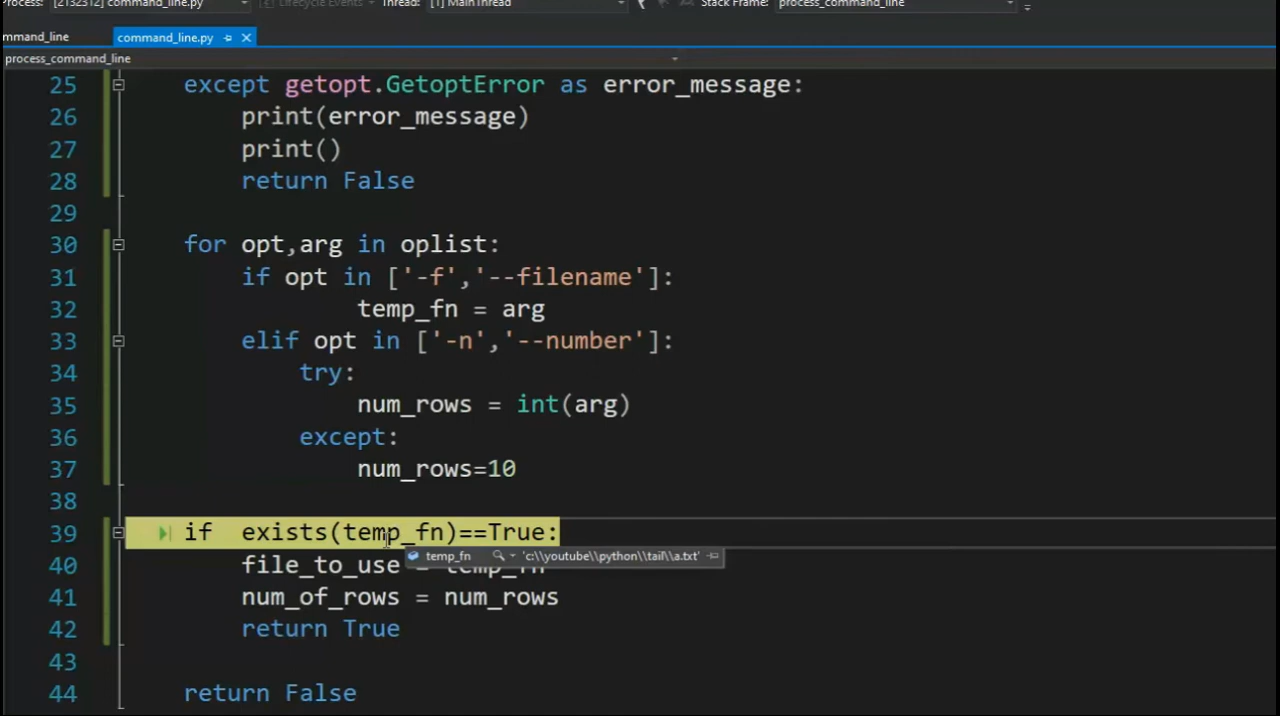 Process: [2132312] command_line.py Lifecycle Events Thread: [1] MainThread Stack Frame: process_command_line
mmand_line command_line.py
process_command_line
25 except getopt.GetoptError as error_message:
26 print(error_message)
27 print()
28 return False
29
30 for opt,arg in oplist:
31 if opt in ['-f','--filename']:
32 temp_fn = arg
33 elif opt in ['-n','--number']:
34 try:
35 num_rows = int(arg)
36 except:
37 num_rows=10
38
39 if  exists(temp_fn)==True:
temp_fn 'c:\\youtube\\python\\tail\\a.txt'
40 file_to_use = temp_fn
41 num_of_rows = num_rows
42 return True
43
44 return False